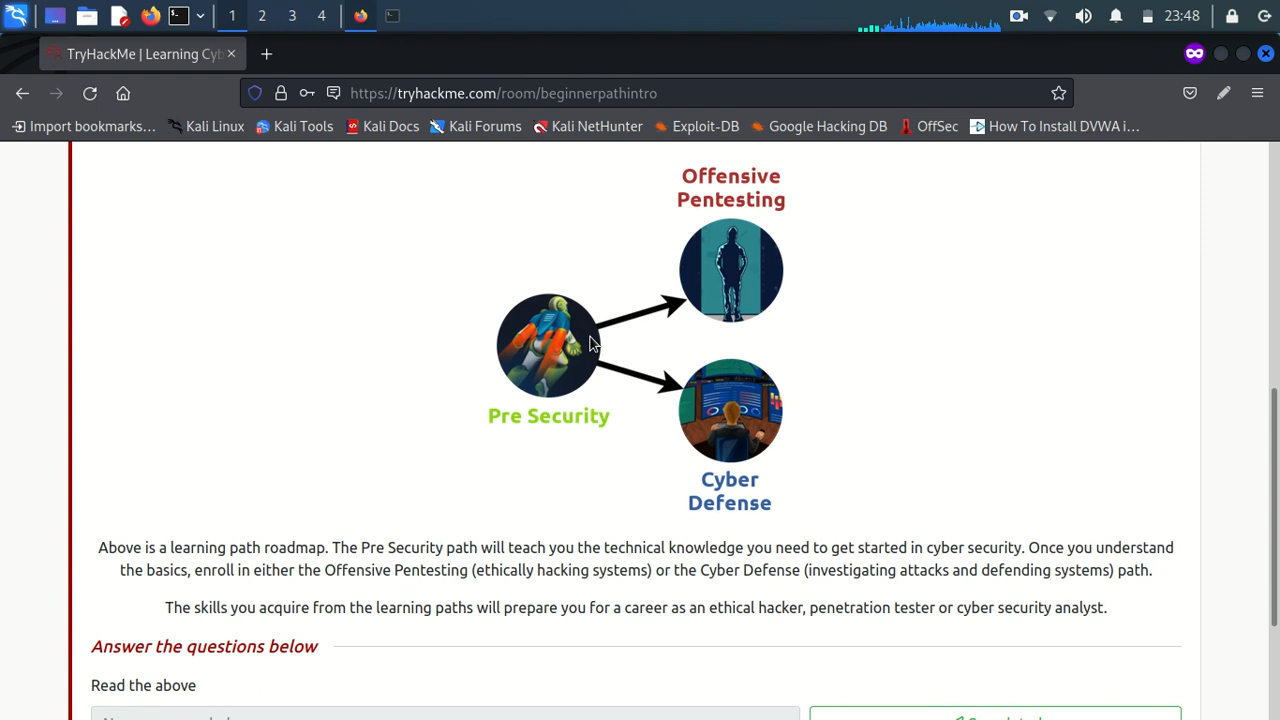 1 2 3 4 23:48
TryHackMe | Learning Cyb
https://tryhackme.com/room/beginnerpathintro
Import bookmarks... Kali Linux Kali Tools Kali Docs Kali Forums Kali NetHunter Exploit-DB Google Hacking DB OffSec How To Install DVWA i...
Offensive
Pentesting
Pre Security
Cyber
Defense
Above is a learning path roadmap. The Pre Security path will teach you the technical knowledge you need to get started in cyber security. Once you understand
the basics, enroll in either the Offensive Pentesting (ethically hacking systems) or the Cyber Defense (investigating attacks and defending systems) path.
The skills you acquire from the learning paths will prepare you for a career as an ethical hacker, penetration tester or cyber security analyst.
Answer the questions below
Read the above